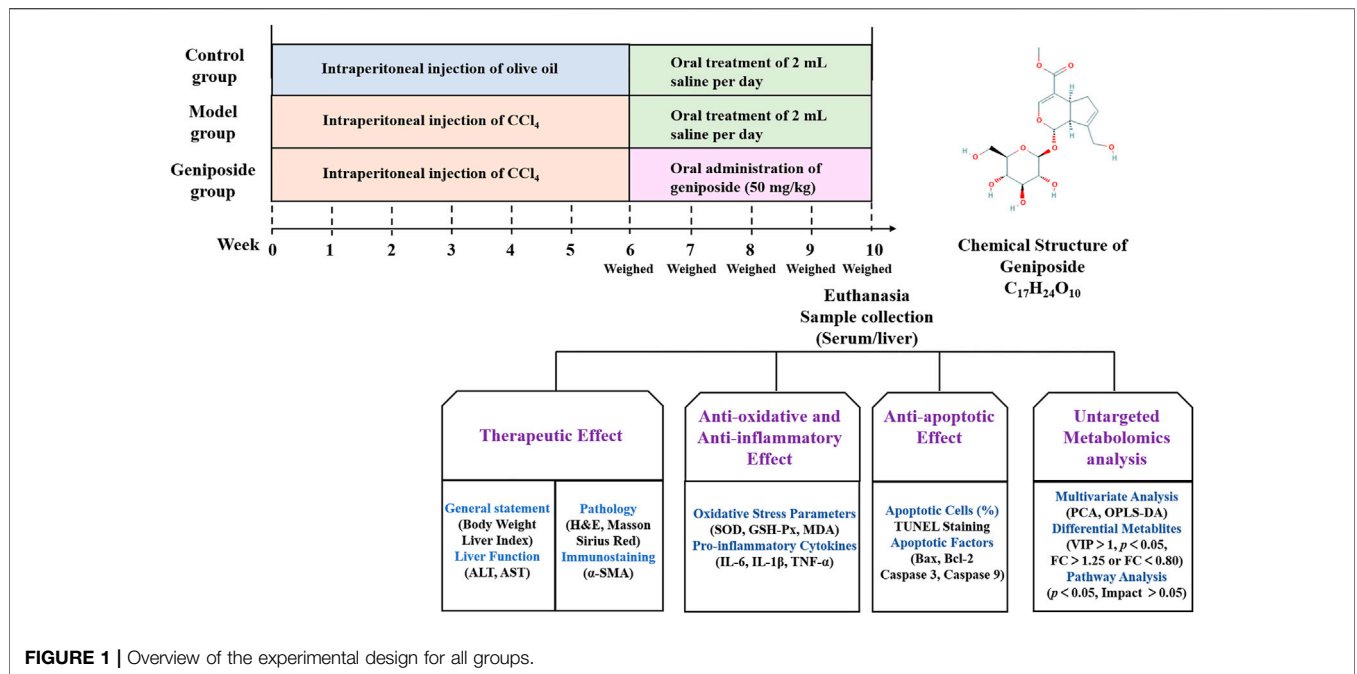 Control
group
Intraperitoneal injection of olive oil
Oral treatment of 2 mL
saline per day
Model
group
Intraperitoneal injection of CCl4
Oral treatment of 2 mL
saline per day
Geniposide
group
Intraperitoneal injection of CCl4
Oral administration of
geniposide (50 mg/kg)
Week 0 1 2 3 4 5 6 7 8 9 10
Weighed Weighed Weighed Weighed Weighed
O
O
H
O
H
O
H
O
O
O
H
O
H
O
H
O
H
O
H
Chemical Structure of
Geniposide
C17H24O10
Euthanasia
Sample collection
(Serum/liver)
Therapeutic Effect
General statement
(Body Weight
Liver Index)
Liver Function
(ALT, AST)
Pathology
(H&E, Masson
Sirius Red)
Immunostaining
(α-SMA)
Anti-oxidative and
Anti-inflammatory
Effect
Oxidative Stress Parameters
(SOD, GSH-Px, MDA)
Pro-inflammatory Cytokines
(IL-6, IL-1β, TNF-α)
Anti-apoptotic
Effect
Apoptotic Cells (%)
TUNEL Staining
Apoptotic Factors
(Bax, Bcl-2
Caspase 3, Caspase 9)
Untargeted
Metabolomics
analysis
Multivariate Analysis
(PCA, OPLS-DA)
Differential Metablites
(VIP > 1, p < 0.05,
FC > 1.25 or FC < 0.80)
Pathway Analysis
(p < 0.05, Impact > 0.05)
FIGURE 1 | Overview of the experimental design for all groups.